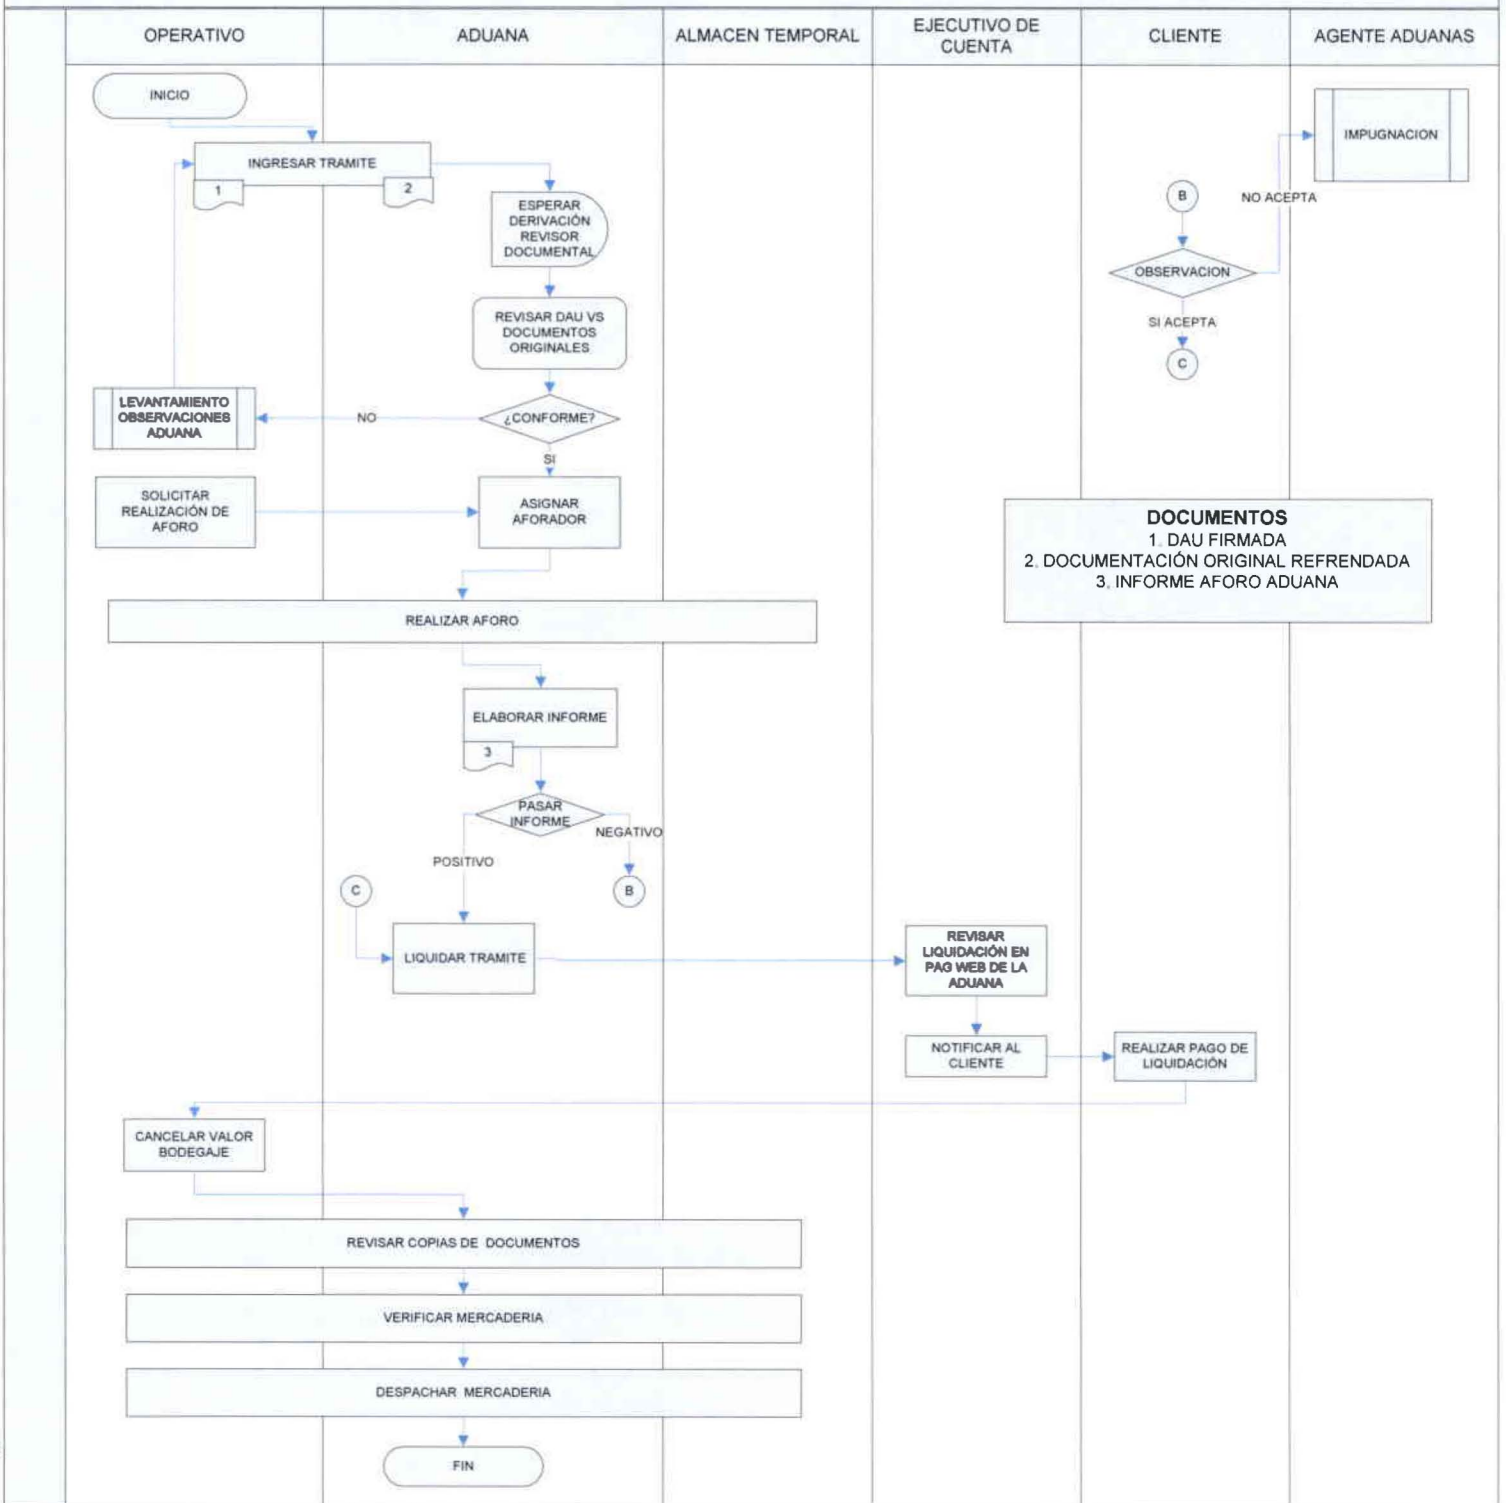 OPERATIVO
ADUANA
ALMACEN TEMPORAL
EJECUTIVO DE
CUENTA
CLIENTE
AGENTE ADUANAS
INICIO
INGRESAR TRAMITE
1
2
ESPERAR
DERIVACIÓN
REVISOR
DOCUMENTAL
REVISAR DAU VS
DOCUMENTOS
ORIGINALES
¿CONFORME?
NO
SI
LEVANTAMIENTO
OBSERVACIONES
ADUANA
SOLICITAR
REALIZACIÓN DE
AFORO
ASIGNAR
AFORADOR
REALIZAR AFORO
ELABORAR INFORME
3
PASAR
INFORME
NEGATIVO
POSITIVO
C
B
LIQUIDAR TRAMITE
REVISAR
LIQUIDACIÓN EN
PAG WEB DE LA
ADUANA
NOTIFICAR AL
CLIENTE
REALIZAR PAGO DE
LIQUIDACIÓN
CANCELAR VALOR
BODEGAJE
REVISAR COPIAS DE DOCUMENTOS
VERIFICAR MERCADERIA
DESPACHAR MERCADERIA
FIN
B
OBSERVACION
NO ACEPTA
IMPUGNACION
SI ACEPTA
C
DOCUMENTOS
1. DAU FIRMADA
2. DOCUMENTACIÓN ORIGINAL REFRENDADA
3. INFORME AFORO ADUANA